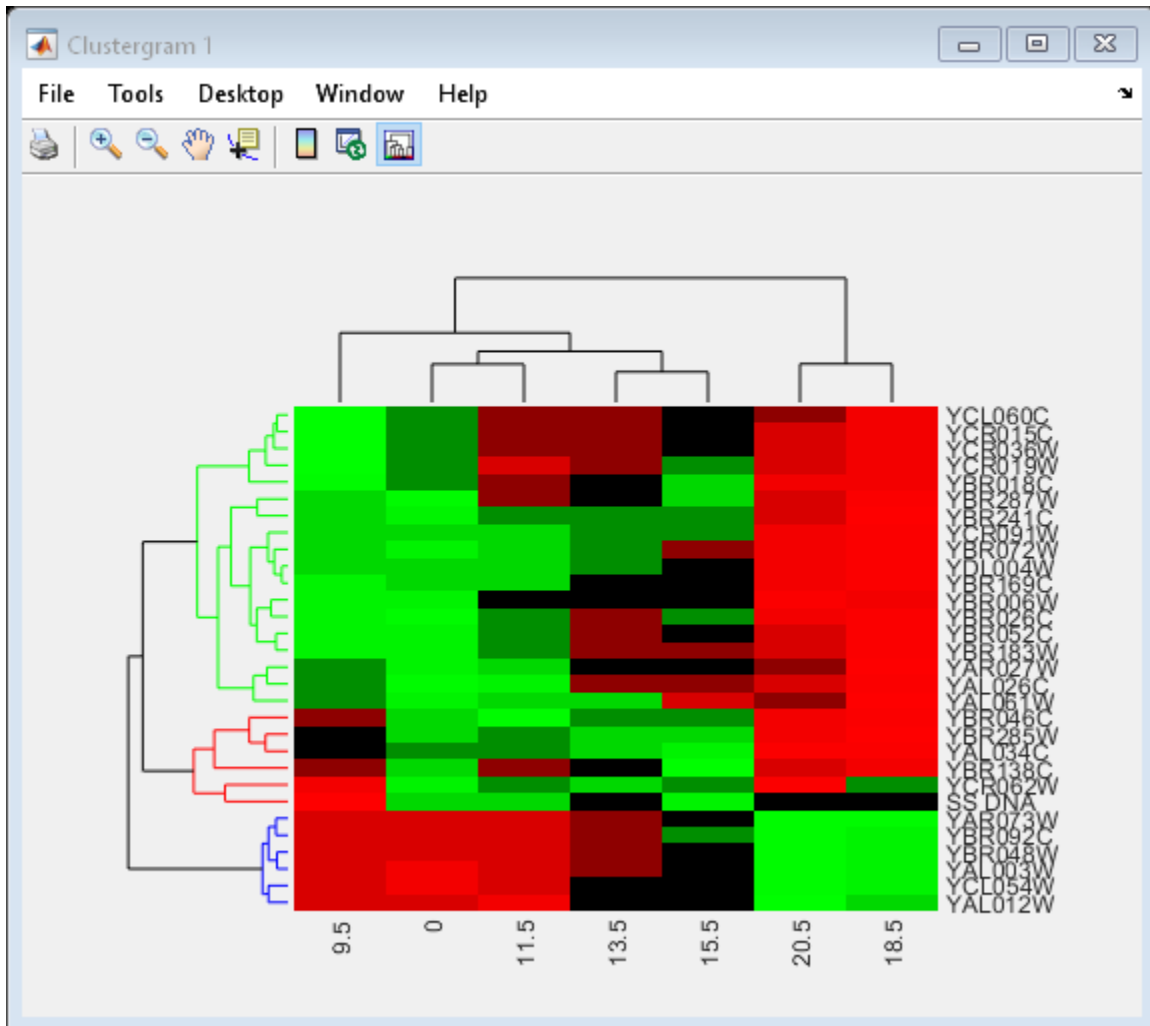 Clustergram 1
File Tools Desktop Window Help
YCL060C
YCR015C
YCR036W
YCR019W
YBR018C
YBR287W
YBR241C
YCR091W
YBR072W
YDL004W
YBR169C
YBR006W
YBR026C
YBR052C
YBR183W
YAR027W
YAL026C
YAL061W
YBR046C
YBR285W
YAL034C
YBR138C
YCR062W
SS DNA
YAR073W
YBR092C
YBR048W
YAL003W
YCL054W
YAL012W
9.5 0 11.5 13.5 15.5 20.5 18.5